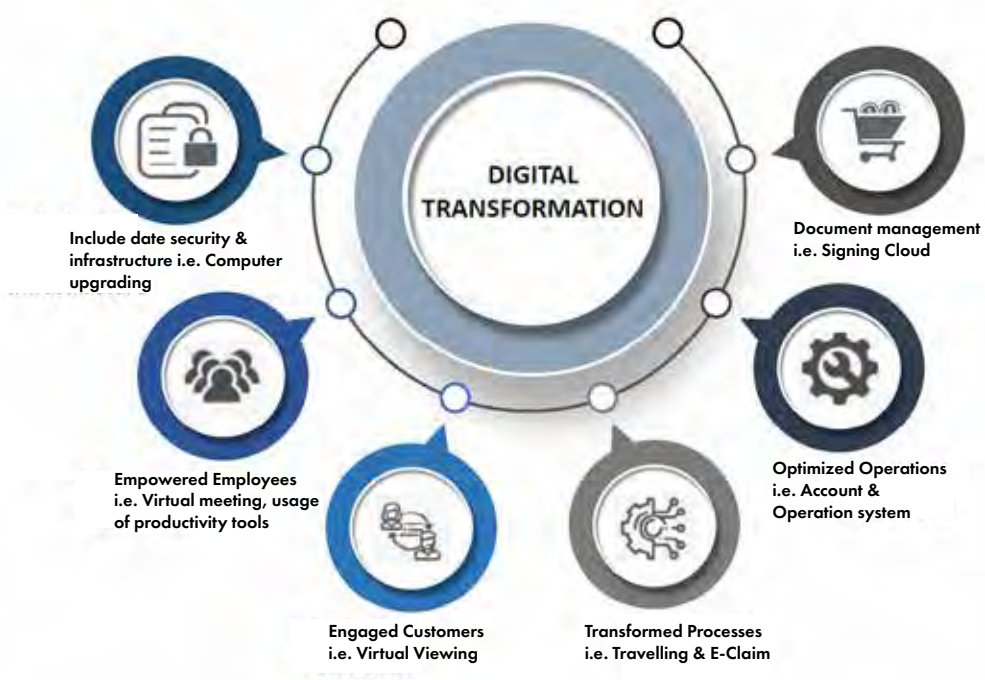 DIGITAL
TRANSFORMATION
Include date security &
infrastructure i.e. Computer
upgrading
Document management
i.e. Signing Cloud
Empowered Employees
i.e. Virtual meeting, usage
of productivity tools
Optimized Operations
i.e. Account &
Operation system
Engaged Customers
i.e. Virtual Viewing
Transformed Processes
i.e. Travelling & E-Claim